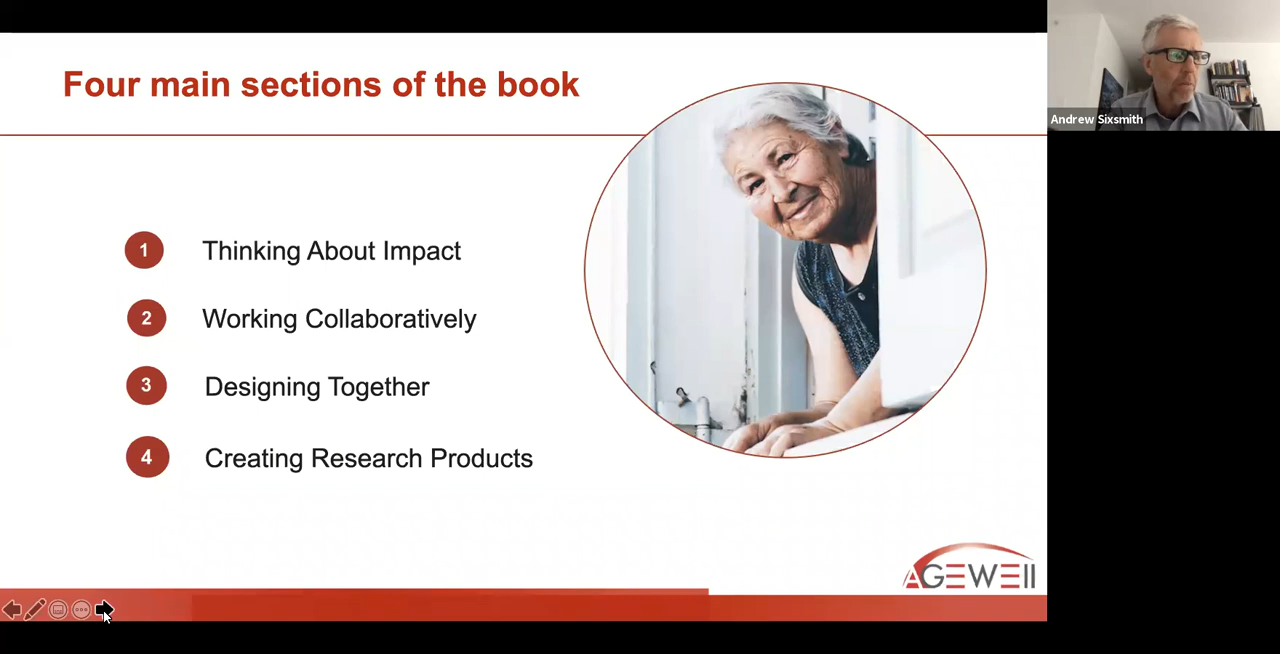 Four main sections of the book
Andrew Sixsmith
1 Thinking About Impact
2 Working Collaboratively
3 Designing Together
4 Creating Research Products
AGEWEll